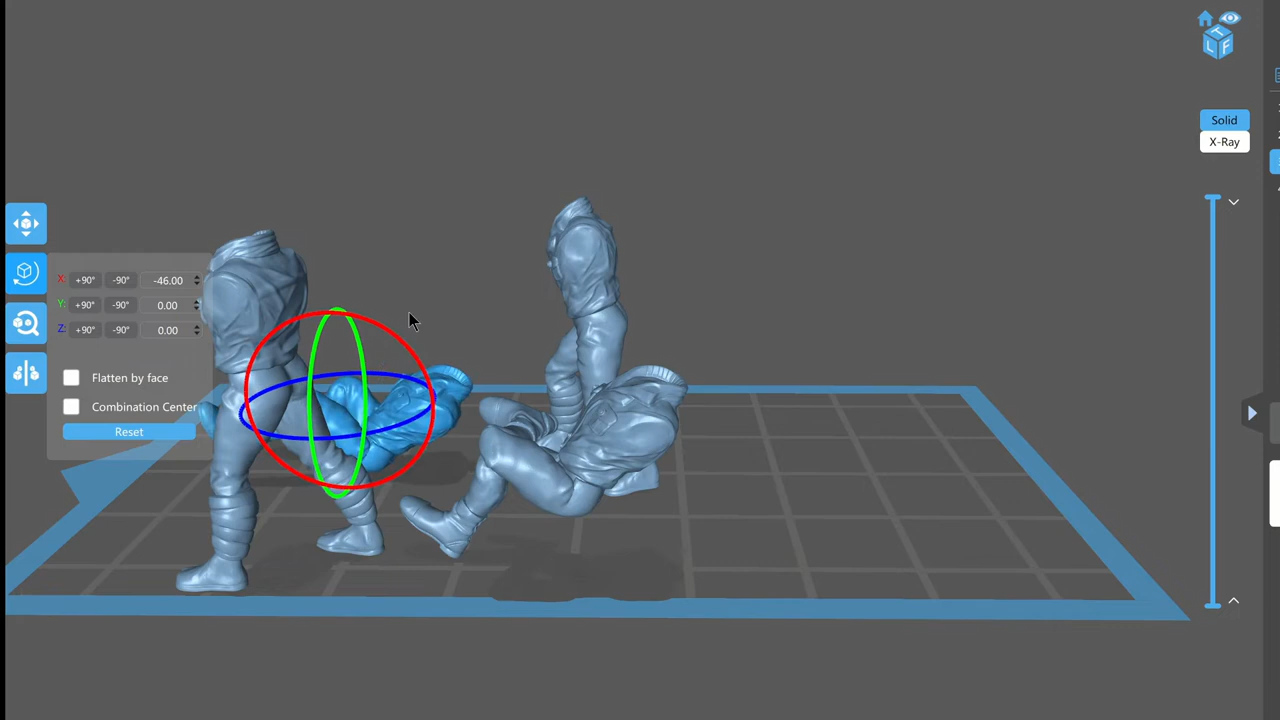 T
L F
Solid
X-Ray
X: +90° -90° -46.00
Y: +90° -90° 0.00
Z: +90° -90° 0.00
Flatten by face
Combination Center
Reset